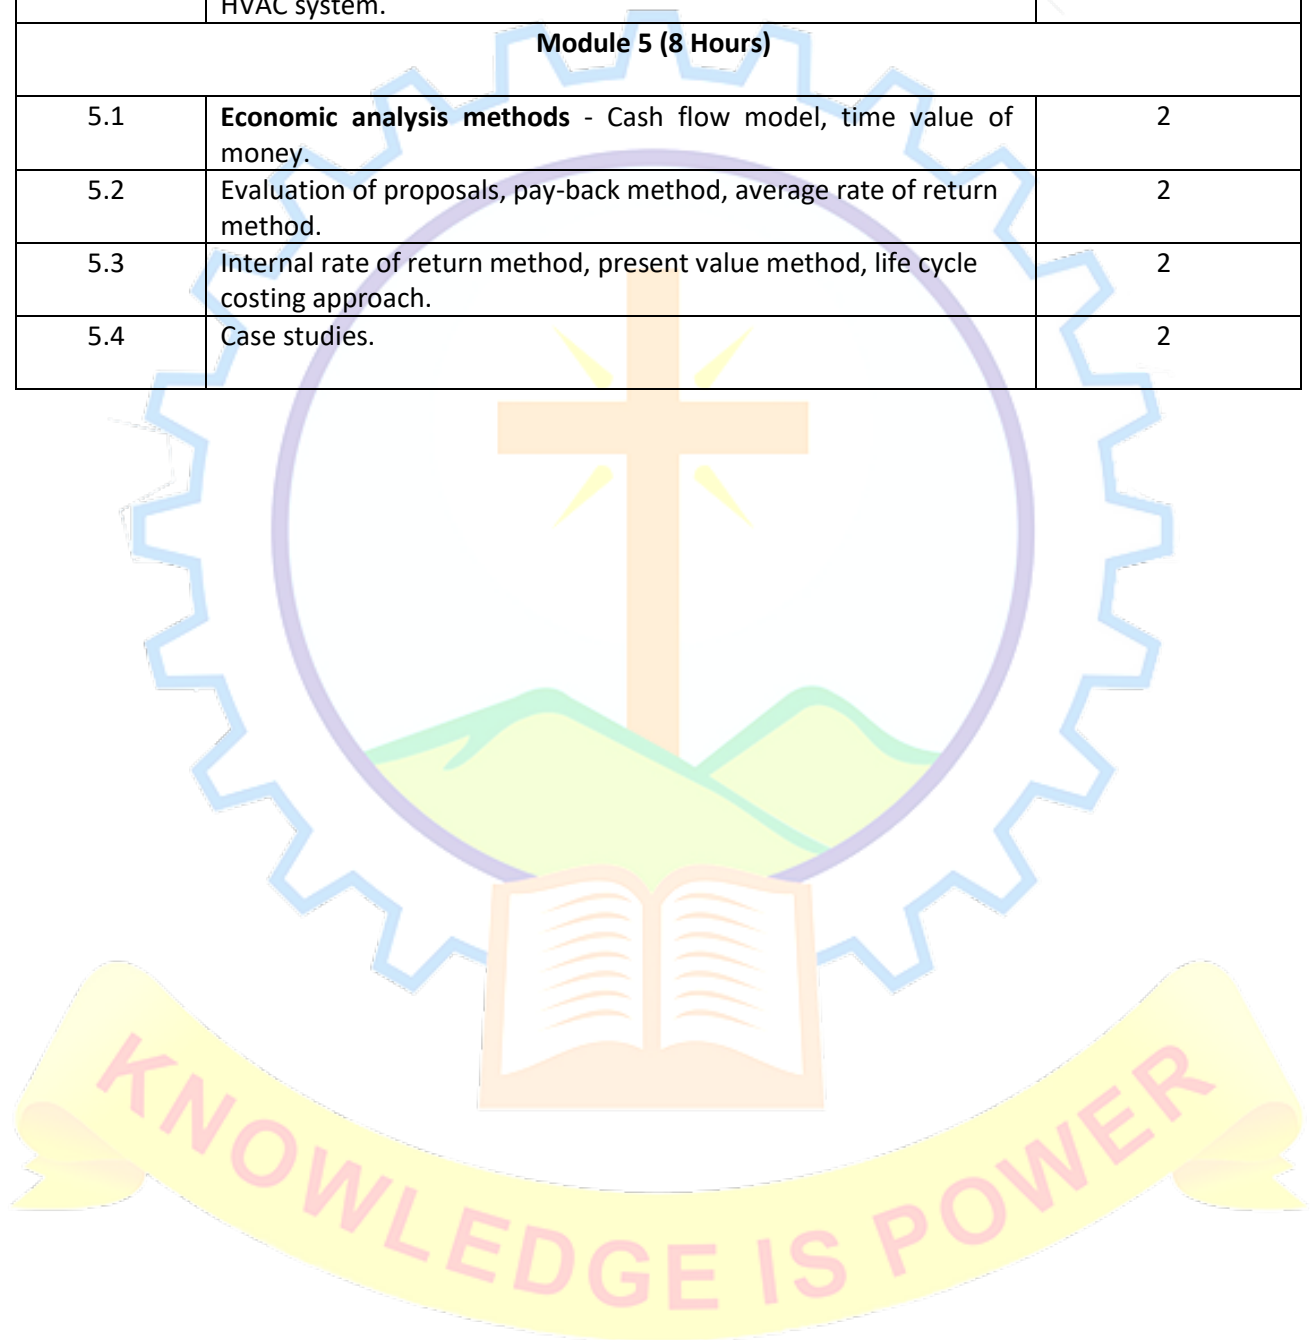 HVAC system.
Module 5 (8 Hours)
5.1 Economic analysis methods - Cash flow model, time value of 2
money.
5.2 Evaluation of proposals, pay-back method, average rate of return 2
method.
5.3 Internal rate of return method, present value method, life cycle 2
costing approach.
5.4 Case studies. 2
KNOWLEDGE IS POWER